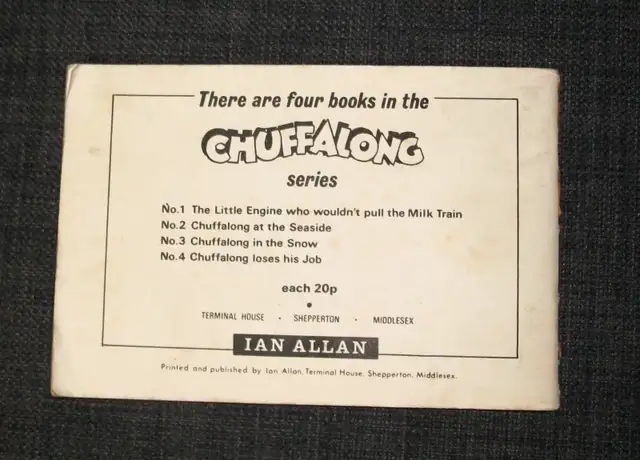 There are four books in the
CHUFFALONG
series
No.1 The Little Engine who wouldn't pull the Milk Train
No.2 Chuffalong at the Seaside
No.3 Chuffalong in the Snow
No.4 Chuffalong loses his Job
each 20p
TERMINAL HOUSE · SHEPPERTON · MIDDLESEX
IAN ALLAN
Printed and published by Ian Allan, Terminal House, Shepperton, Middlesex.